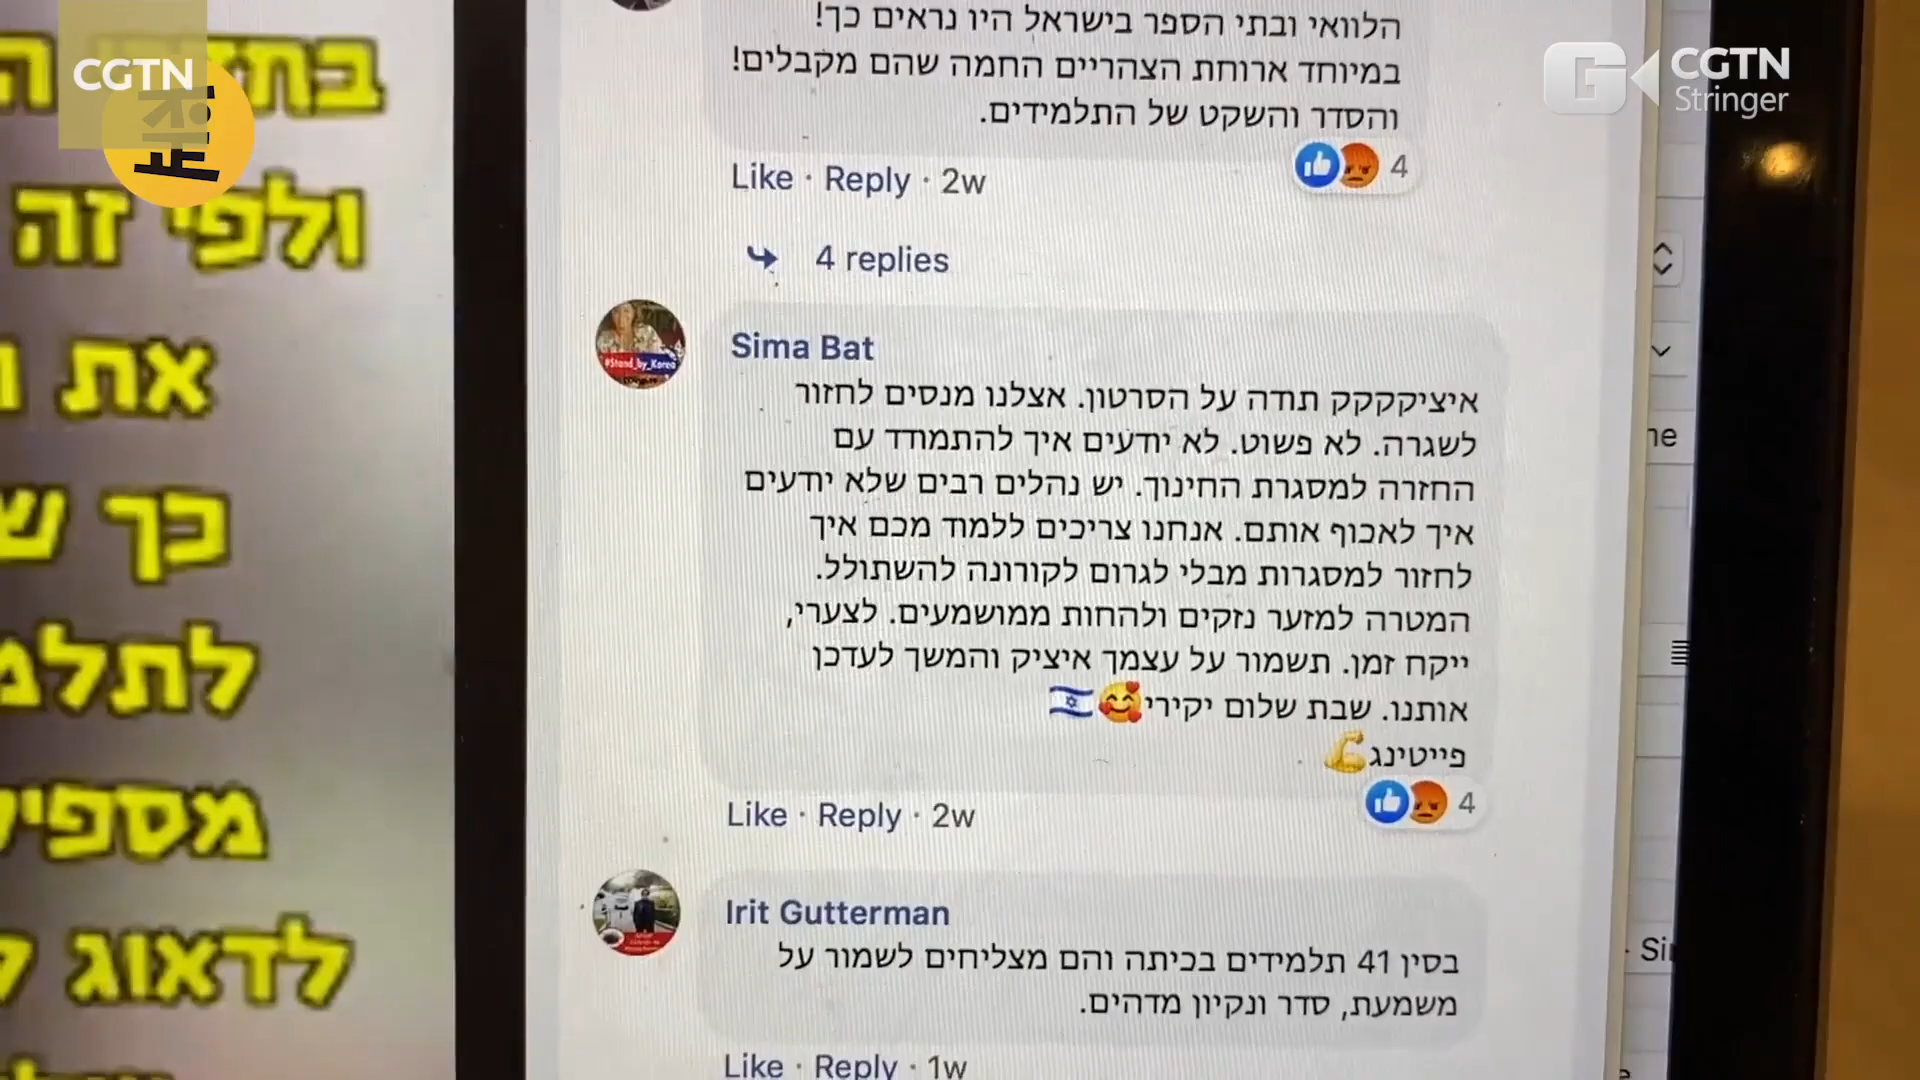 CGTN
CGTN
Stringer
ולפי זה
את
כך
לדאוג
הלוואי ובתי הספר בישראל היו נראים כך!
במיוחד ארוחת הצהריים החמה שהם מקבלים!
והסדר והשקט של התלמידים.
Like · Reply · 2w
4
4 replies
Sima Bat
#Stand_by_Korea
איציקקקק תודה על הסרטון. אצלנו מנסים לחזור
לשגרה. לא פשוט. לא יודעים איך להתמודד עם
החזרה למסגרת החינוך. יש נהלים רבים שלא יודעים
איך לאכוף אותם. אנחנו צריכים ללמוד מכם איך
לחזור למסגרות מבלי לגרום לקורונה להשתולל.
המטרה למזער נזקים ולהחות ממושמעים. לצערי,
ייקח זמן. תשמור על עצמך איציק והמשך לעדכן
אותנו. שבת שלום יקירי🥰🇮🇱
פייטינג💪
Like · Reply · 2w
4
Irit Gutterman
בסין 41 תלמידים בכיתה והם מצליחים לשמור על
משמעת, סדר ונקיון מדהים.
Like · Reply · 1w